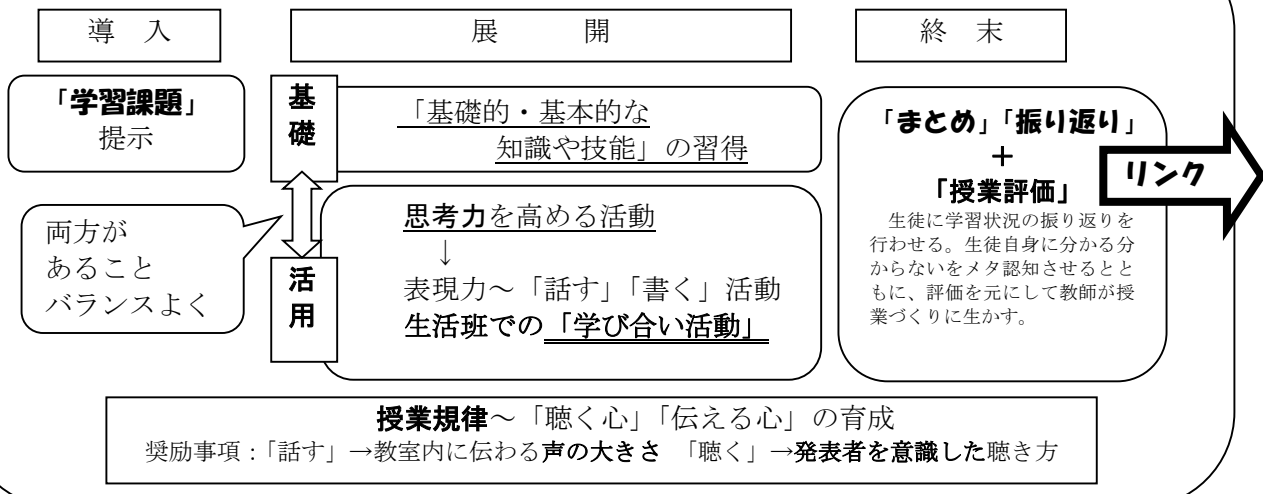 導 入
展 開
終 末
「学習課題」
提示
基礎
「基礎的・基本的な
知識や技能」の習得
両方が
あること
バランスよく
活用
思考力を高める活動
↓
表現力～「話す」「書く」活動
生活班での「学び合い活動」
「まとめ」「振り返り」
＋
「授業評価」
生徒に学習状況の振り返りを
行わせる。生徒自身に分かる分
からないをメタ認知させるとと
もに、評価を元にして教師が授
業づくりに生かす。
リンク
授業規律～「聴く心」「伝える心」の育成
奨励事項：「話す」→教室内に伝わる声の大きさ 「聴く」→発表者を意識した聴き方